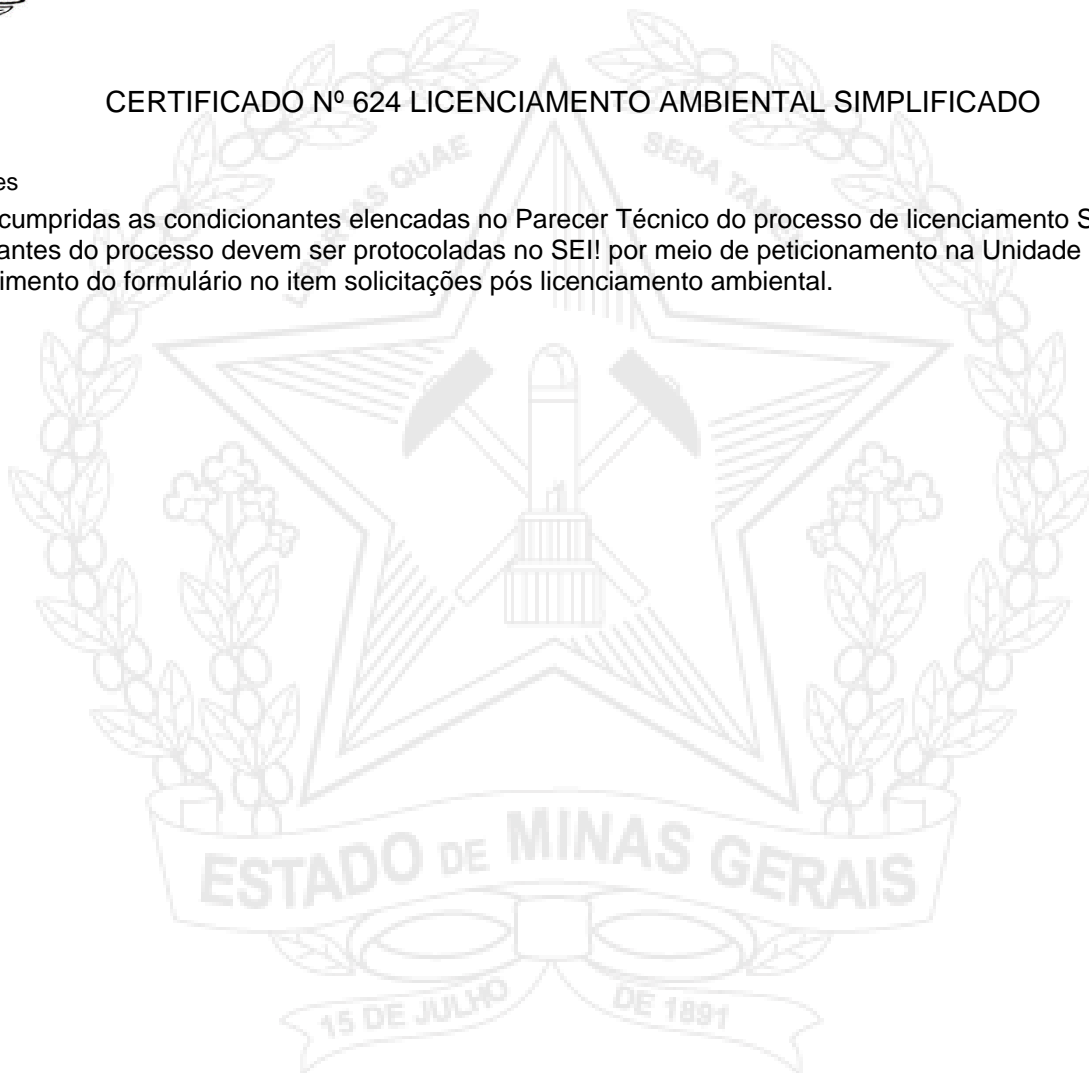 CERTIFICADO Nº 624 LICENCIAMENTO AMBIENTAL SIMPLIFICADO
es
cumpridas as condicionantes elencadas no Parecer Técnico do processo de licenciamento S
antes do processo devem ser protocoladas no SEI! por meio de peticionamento na Unidade
imento do formulário no item solicitações pós licenciamento ambiental.
QUAE SERA TAMEN
ESTADO DE MINAS GERAIS
15 DE JULHO DE 1891